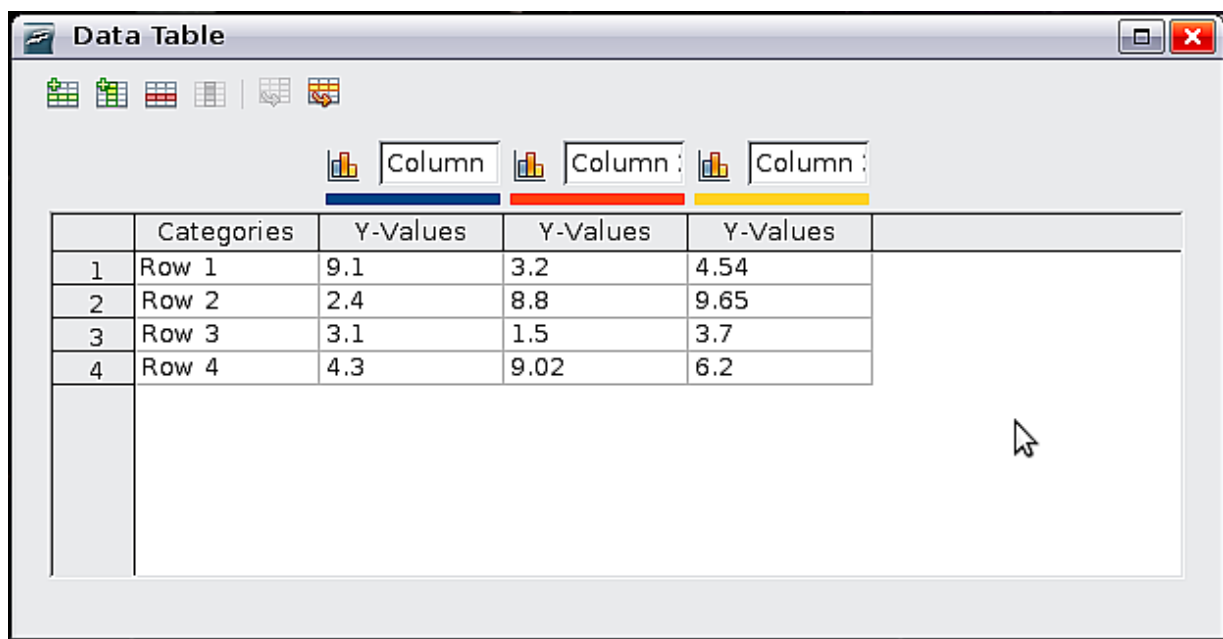 Data Table
Column Column Column
Categories Y-Values Y-Values Y-Values
1 Row 1 9.1 3.2 4.54
2 Row 2 2.4 8.8 9.65
3 Row 3 3.1 1.5 3.7
4 Row 4 4.3 9.02 6.2